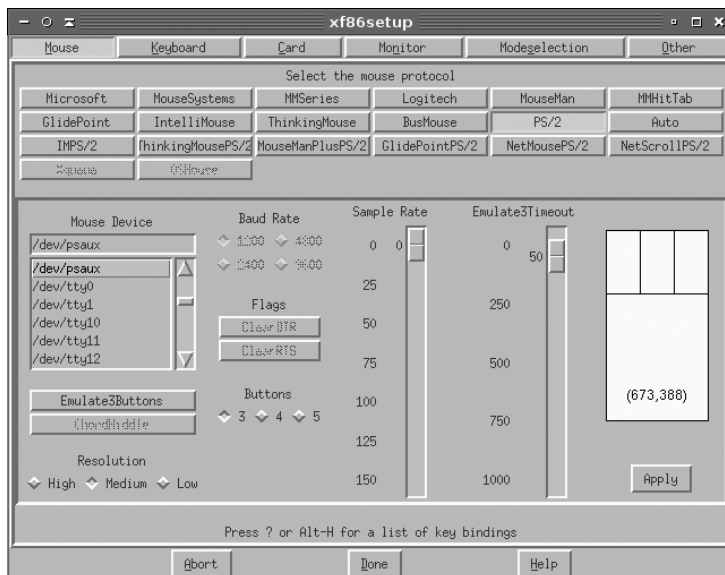 xf86setup
Mouse Keyboard Card Monitor Modeselection Other
Select the mouse protocol
Microsoft MouseSystems MMSeries Logitech MouseMan MMHitTab
GlidePoint IntelliMouse ThinkingMouse BusMouse PS/2 Auto
IMPS/2 ThinkingMousePS/2 MouseManPlusPS/2 GlidePointPS/2 NetMousePS/2 NetScrollPS/2
Xqueue OSMouse
Mouse Device
/dev/psaux
/dev/psaux
/dev/tty0
/dev/tty1
/dev/tty10
/dev/tty11
/dev/tty12
Emulate3Buttons
ChordMiddle
Resolution
High Medium Low
Baud Rate
1200 4800
2400 9600
Flags
ClearDTR
ClearRTS
Buttons
3 4 5
Sample Rate
0 0
25
50
75
100
125
150
Emulate3Timeout
0 50
250
500
750
1000
(673,388)
Apply
Press ? or Alt-H for a list of key bindings
Abort Done Help